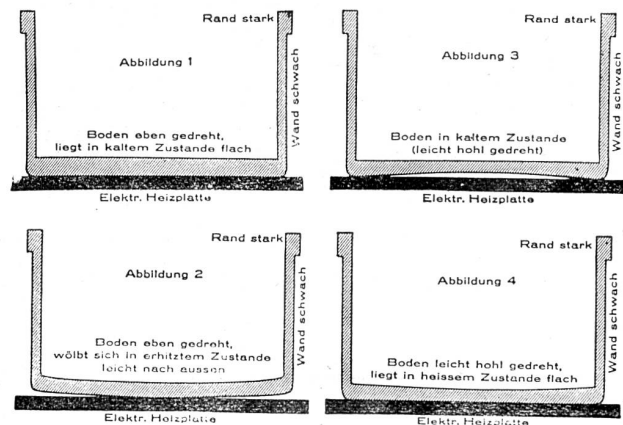 Rand stark
Abbildung 1
Wand schwach
Boden eben gedreht,
liegt in kaltem Zustande flach
Elektr. Heizplatte
Rand stark
Abbildung 3
Wand schwach
Boden in kaltem Zustande
(leicht hohl gedreht)
Elektr. Heizplatte
Rand stark
Abbildung 2
Wand schwach
Boden eben gedreht,
wölbt sich in erhitztem Zustande
leicht nach aussen
Elektr. Heizplatte
Rand stark
Abbildung 4
Wand schwach
Boden leicht hohl gedreht,
liegt in heissem Zustande flach
Elektr. Heizplatte